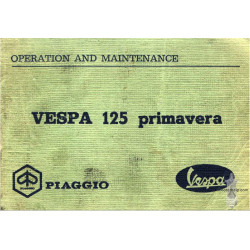 OPERATION AND MAINTENANCE
VESPA 125 primavera
PIAGGIO
Vespa